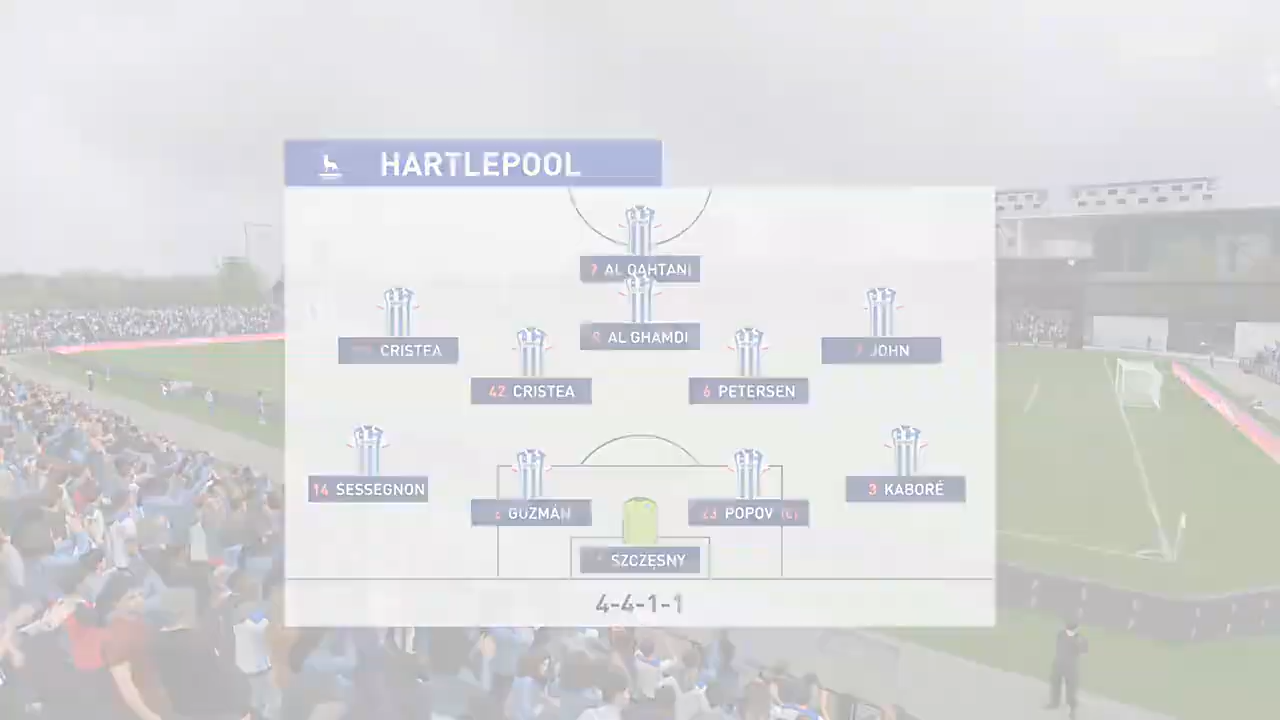 HARTLEPOOL
7 AL QAHTANI
9 AL GHAMDI
CRISTEA
JOHN
42 CRISTEA
6 PETERSEN
14 SESSEGNON
3 KABORÉ
GUZMÁN
23 POPOV (C)
SZCZĘSNY
4-4-1-1